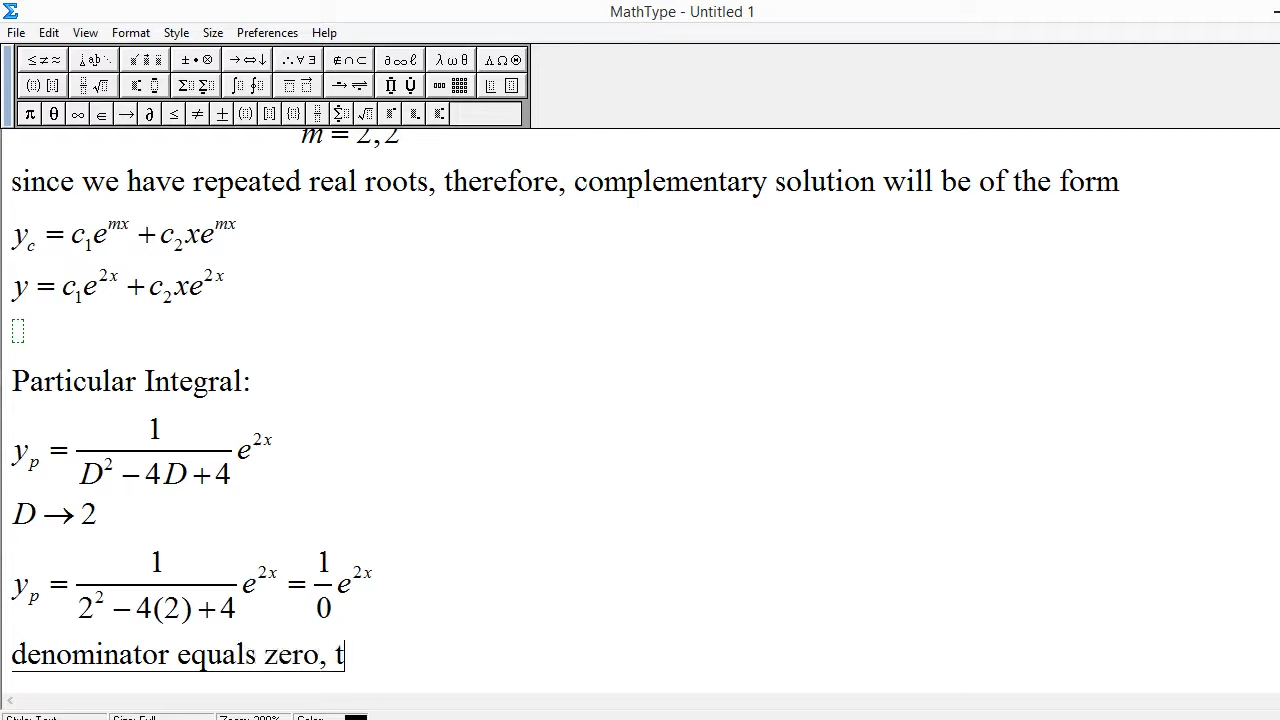 MathType - Untitled 1
File Edit View Format Style Size Preferences Help
m = 2, 2
since we have repeated real roots, therefore, complementary solution will be of the form
y_c = c_1e^{mx} + c_2xe^{mx}
y = c_1e^{2x} + c_2xe^{2x}
Particular Integral:
y_p = \frac{1}{D^2 - 4D + 4} e^{2x}
D → 2
y_p = \frac{1}{2^2 - 4(2) + 4} e^{2x} = \frac{1}{0} e^{2x}
denominator equals zero, t